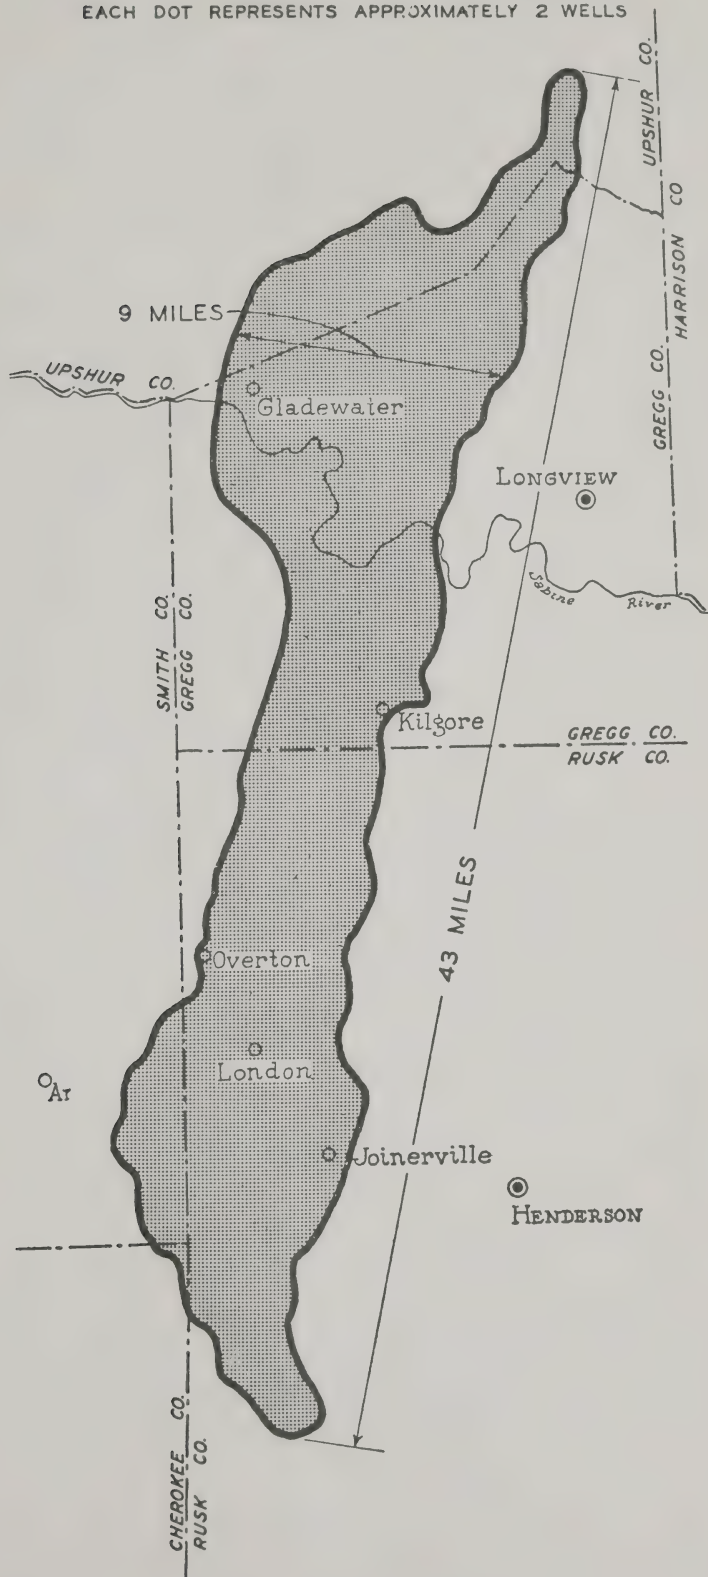 EACH DOT REPRESENTS APPROXIMATELY 2 WELLS
UPSHUR CO.
HARRISON CO
GREGG CO.
9 MILES
UPSHUR CO.
Gladewater
LONGVIEW
Sabine River
SMITH CO.
GREGG CO.
Kilgore
GREGG CO.
RUSK CO.
43 MILES
Overton
London
Ar
Joinerville
HENDERSON
CHEROKEE CO.
RUSK CO.